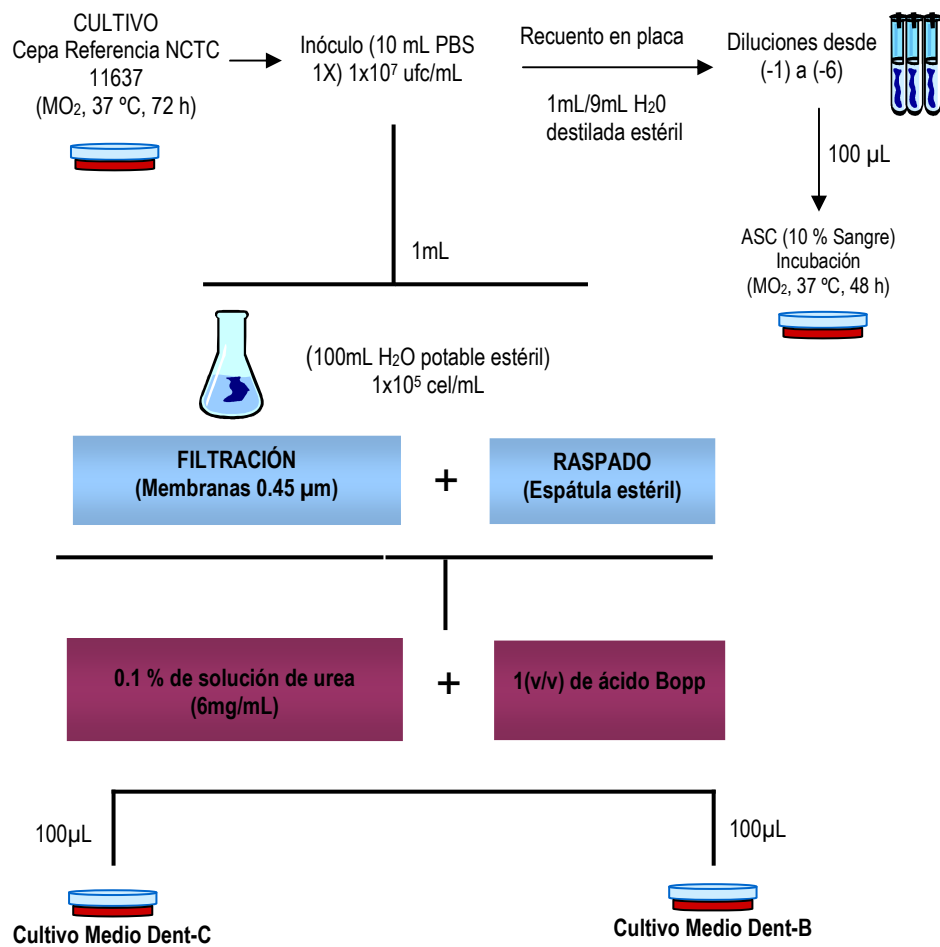 CULTIVO
Cepa Referencia NCTC
11637
(MO₂, 37 ºC, 72 h)
Inóculo (10 mL PBS
1X) 1x10⁷ ufc/mL
Recuento en placa
1mL/9mL H₂0
destilada estéril
Diluciones desde
(-1) a (-6)
100 µL
ASC (10 % Sangre)
Incubación
(MO₂, 37 ºC, 48 h)
1mL
(100mL H₂O potable estéril)
1x10⁵ cel/mL
FILTRACIÓN
(Membranas 0.45 µm)
+
RASPADO
(Espátula estéril)
0.1 % de solución de urea
(6mg/mL)
+
1(v/v) de ácido Bopp
100µL
100µL
Cultivo Medio Dent-C
Cultivo Medio Dent-B